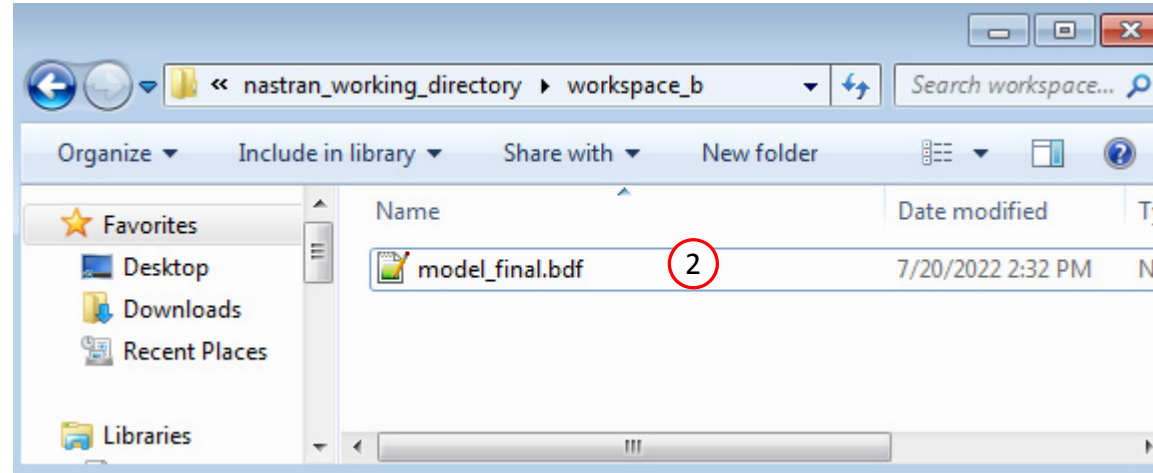 « nastran_working_directory ▸ workspace_b Search workspace...
Organize Include in library Share with New folder
Favorites
Desktop
Downloads
Recent Places
Libraries
Name Date modified
model_final.bdf 2 7/20/2022 2:32 PM